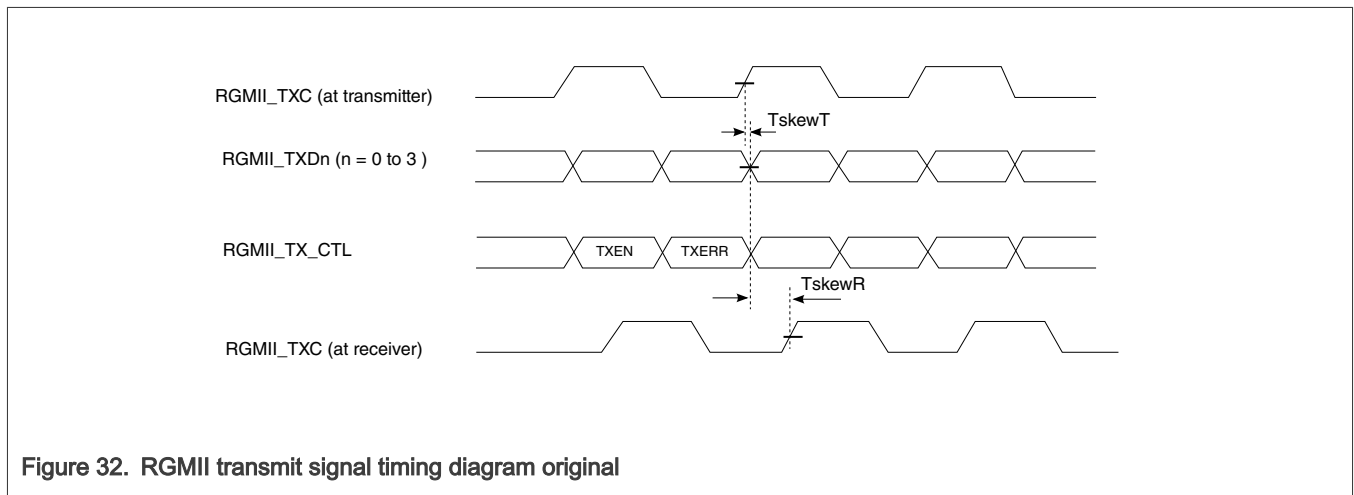 RGMII_TXC (at transmitter)
TskewT
RGMII_TXDn (n = 0 to 3 )
RGMII_TX_CTL
TXEN
TXERR
TskewR
RGMII_TXC (at receiver)
Figure 32. RGMII transmit signal timing diagram original